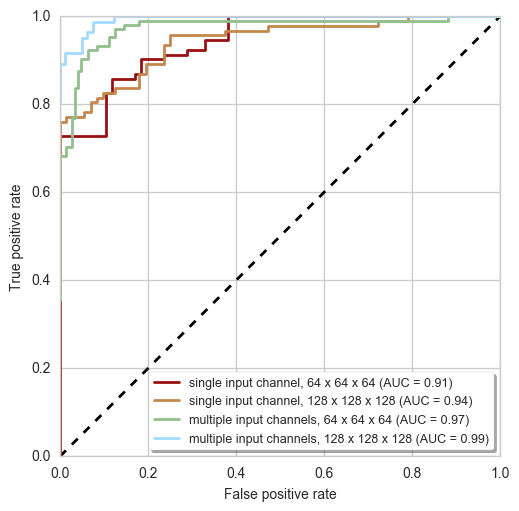 1.0
0.8
0.6
0.4
0.2
0.0
0.0 0.2 0.4 0.6 0.8 1.0
True positive rate
False positive rate
single input channel, 64 x 64 x 64 (AUC = 0.91)
single input channel, 128 x 128 x 128 (AUC = 0.94)
multiple input channels, 64 x 64 x 64 (AUC = 0.97)
multiple input channels, 128 x 128 x 128 (AUC = 0.99)